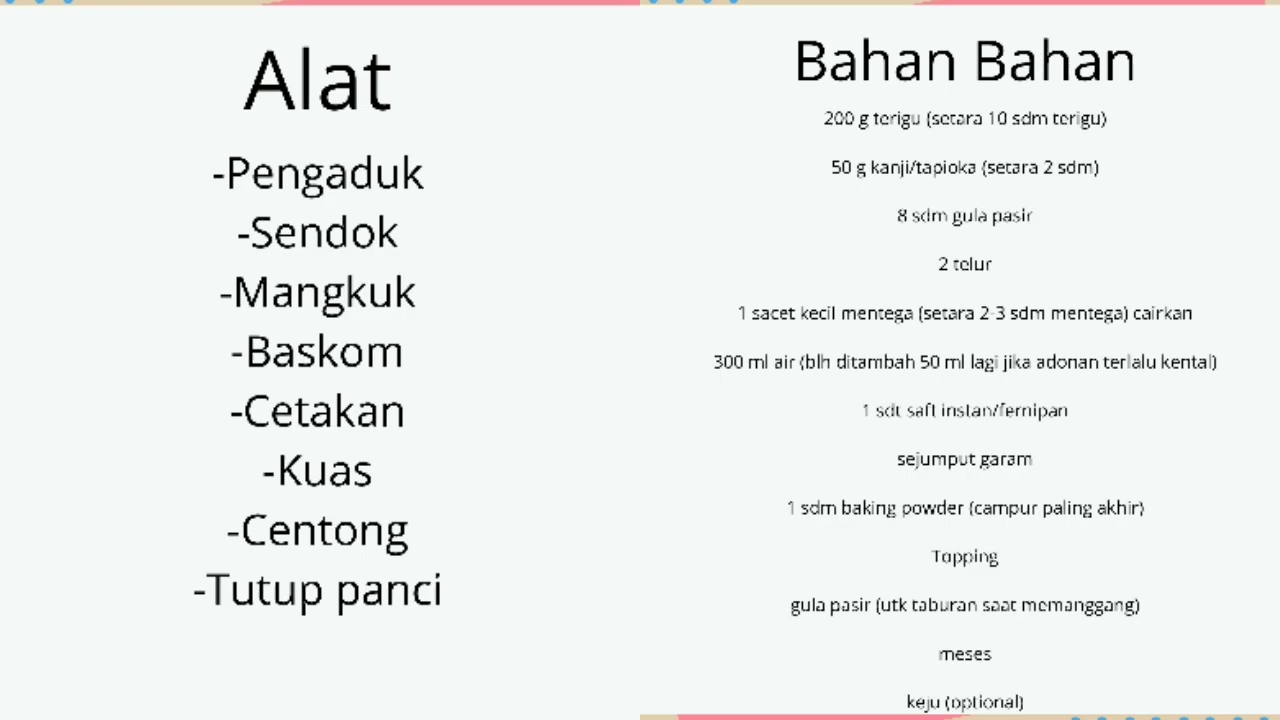 Alat
-Pengaduk
-Sendok
-Mangkuk
-Baskom
-Cetakan
-Kuas
-Centong
-Tutup panci
Bahan Bahan
200 g terigu (setara 10 sdm terigu)
50 g kanji/tapioka (setara 2 sdm)
8 sdm gula pasir
2 telur
1 sacet kecil mentega (setara 2-3 sdm mentega) cairkan
300 ml air (blh ditambah 50 ml lagi jika adonan terlalu kental)
1 sdt saft instan/fernipan
sejumput garam
1 sdm baking powder (campur paling akhir)
Topping
gula pasir (utk taburan saat memanggang)
meses
keju (optional)